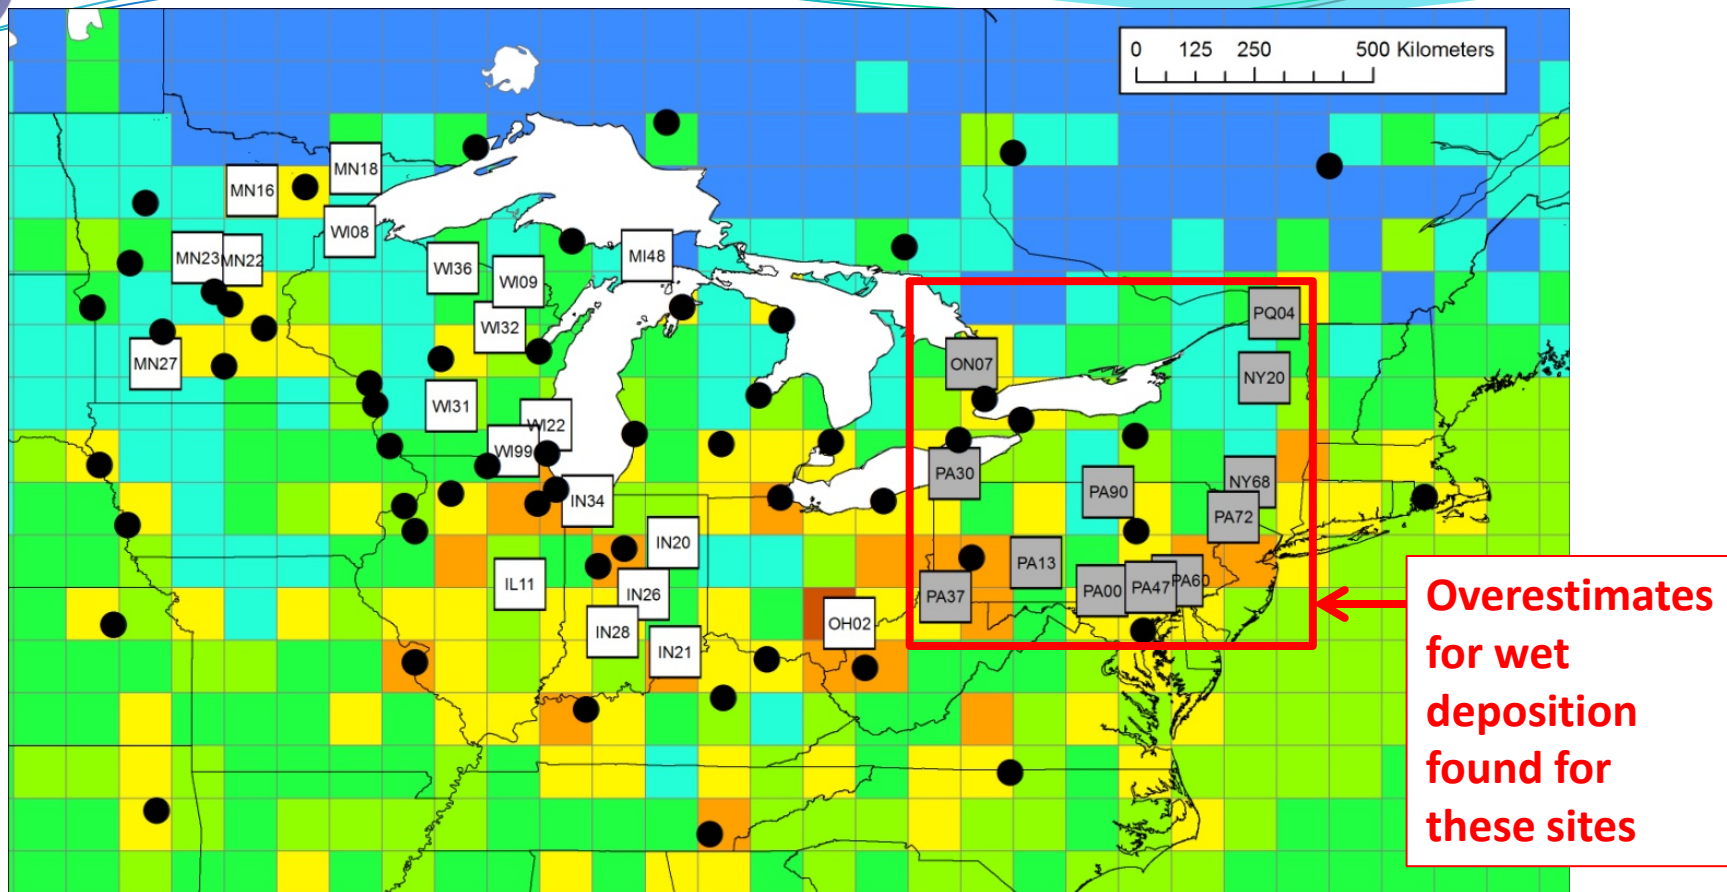 0 125 250 500 Kilometers
MN18
MN16
WI08
MN23
MN22
WI36
MI48
WI09
PQ04
WI32
MN27
ON07
NY20
WI31
WI22
WI99
PA30
NY68
PA90
IN34
PA72
IN20
PA13
IL11
PA60
PA47
PA00
IN26
PA37
OH02
IN28
IN21
Overestimates
for wet
deposition
found for
these sites